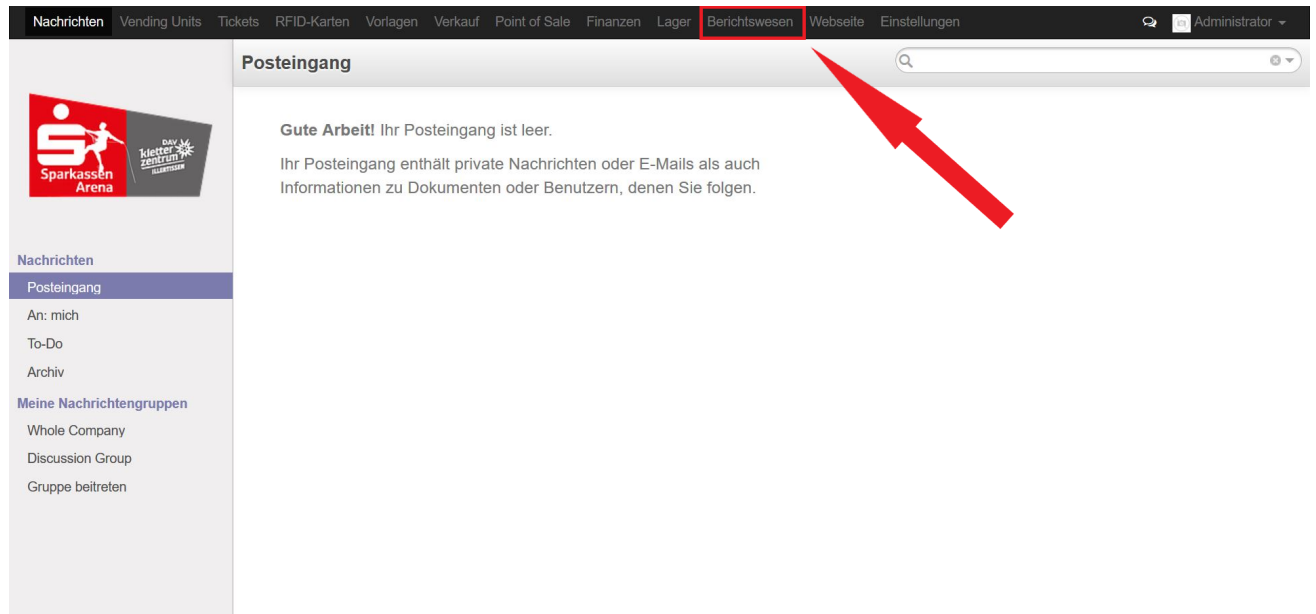 Nachrichten Vending Units Tickets RFID-Karten Vorlagen Verkauf Point of Sale Finanzen Lager Berichtswesen Webseite Einstellungen Administrator
Posteingang
DAV
kletter
zentrum
ILLERTISSEN
Sparkassen
Arena
Gute Arbeit! Ihr Posteingang ist leer.
Ihr Posteingang enthält private Nachrichten oder E-Mails als auch
Informationen zu Dokumenten oder Benutzern, denen Sie folgen.
Nachrichten
Posteingang
An: mich
To-Do
Archiv
Meine Nachrichtengruppen
Whole Company
Discussion Group
Gruppe beitreten